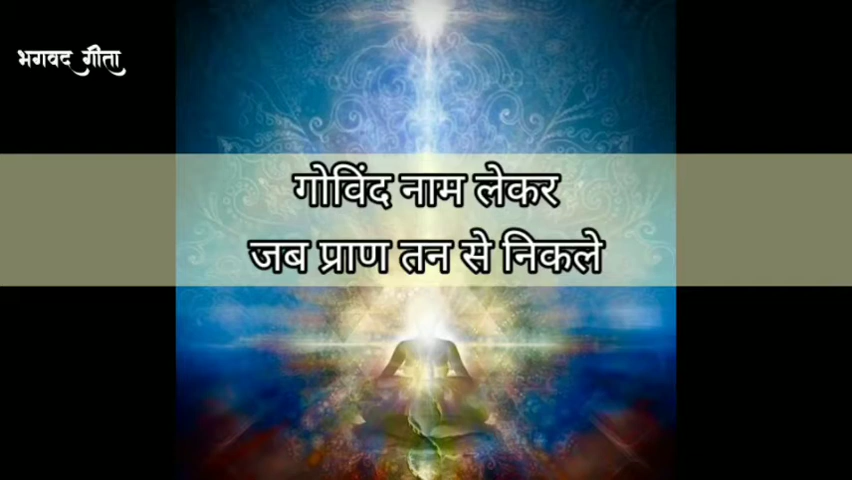 भगवद गीता
गोविंद नाम लेकर
जब प्राण तन से निकले